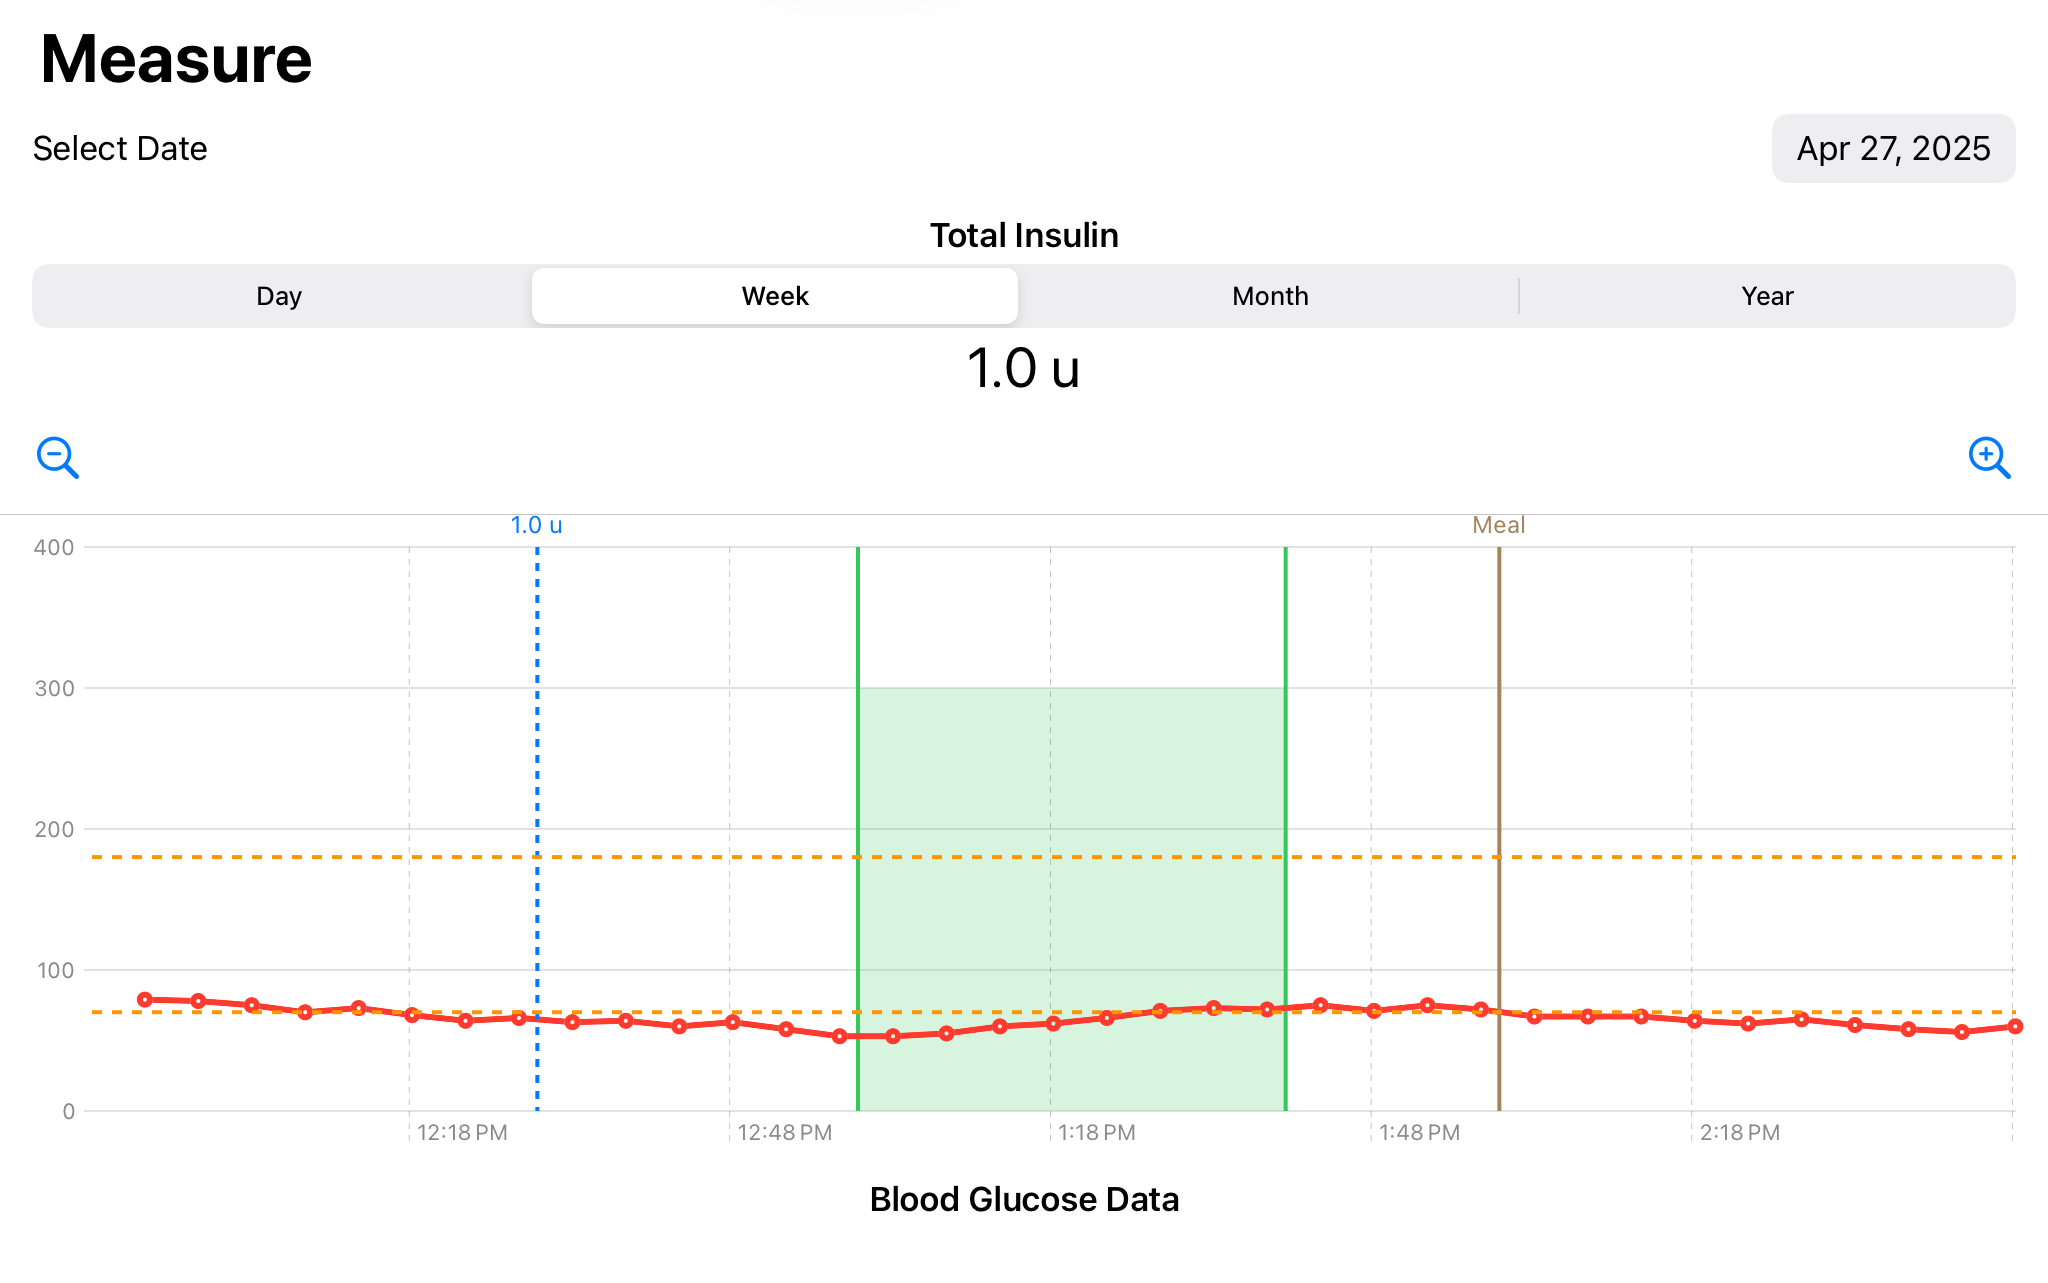 Measure
Select Date
Apr 27, 2025
Total Insulin
Day Week Month Year
1.0 u
1.0 u Meal
400
300
200
100
0
12:18 PM 12:48 PM 1:18 PM 1:48 PM 2:18 PM
Blood Glucose Data